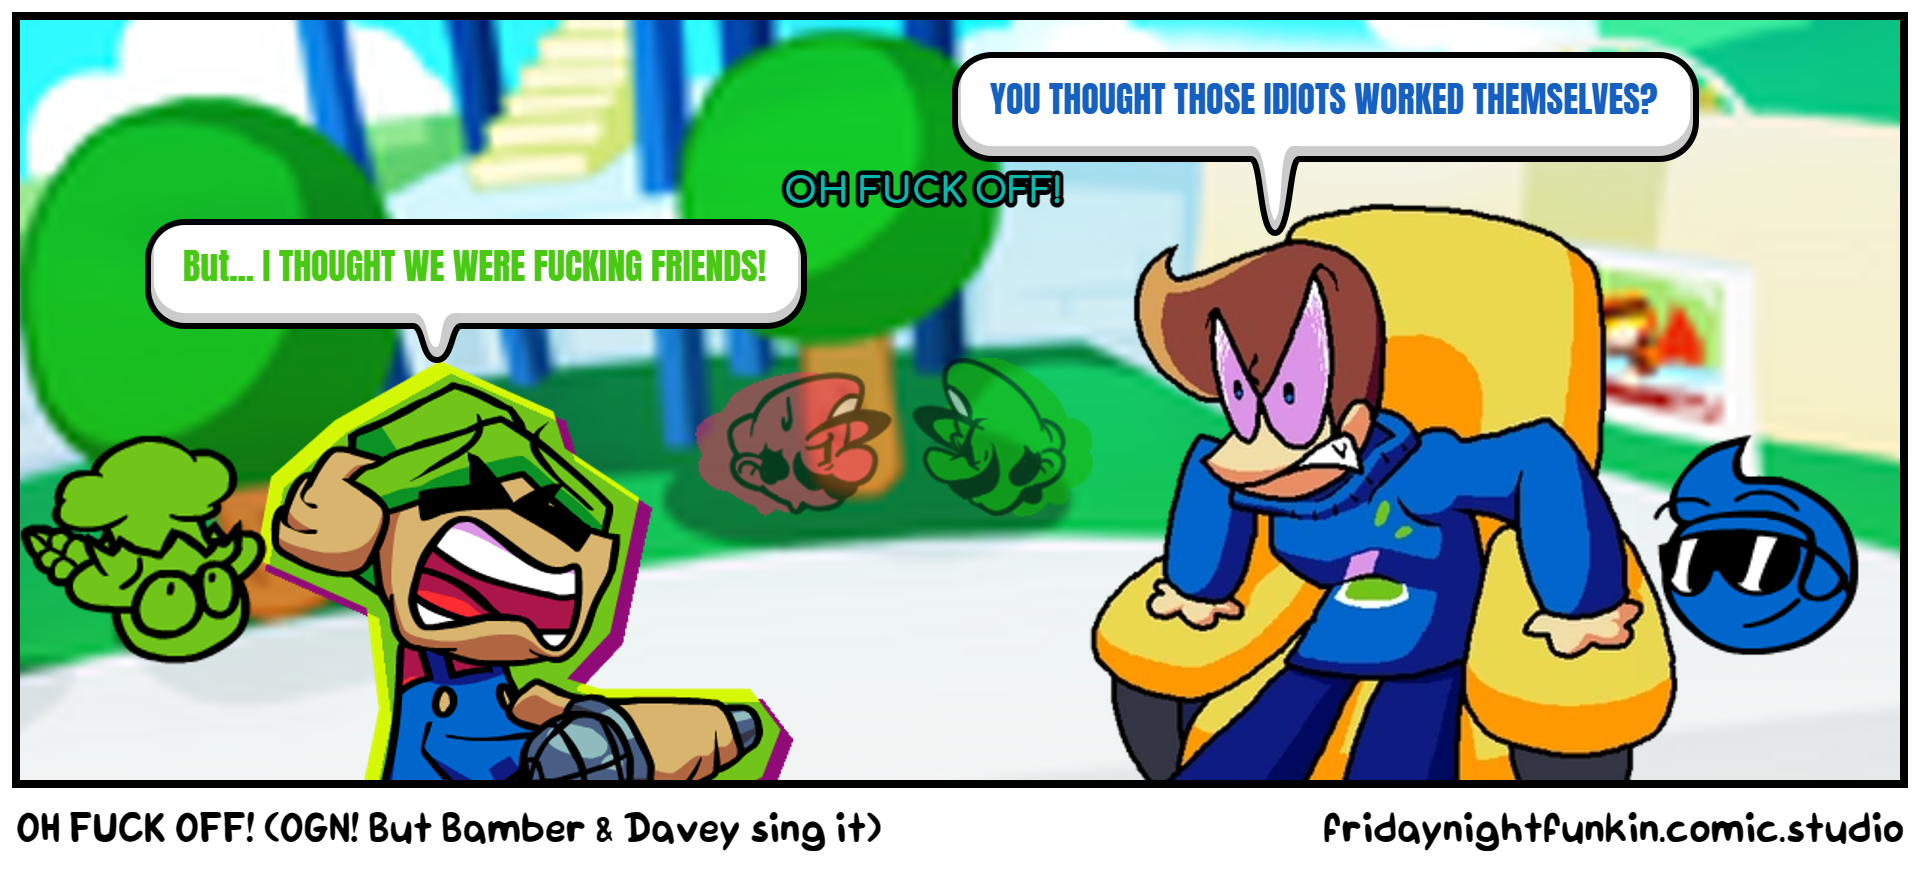 YOU THOUGHT THOSE IDIOTS WORKED THEMSELVES?
OH FUCK OFF!
But... I THOUGHT WE WERE FUCKING FRIENDS!
OH FUCK OFF! (OGN! But Bamber & Davey sing it)
fridaynightfunkin.comic.studio